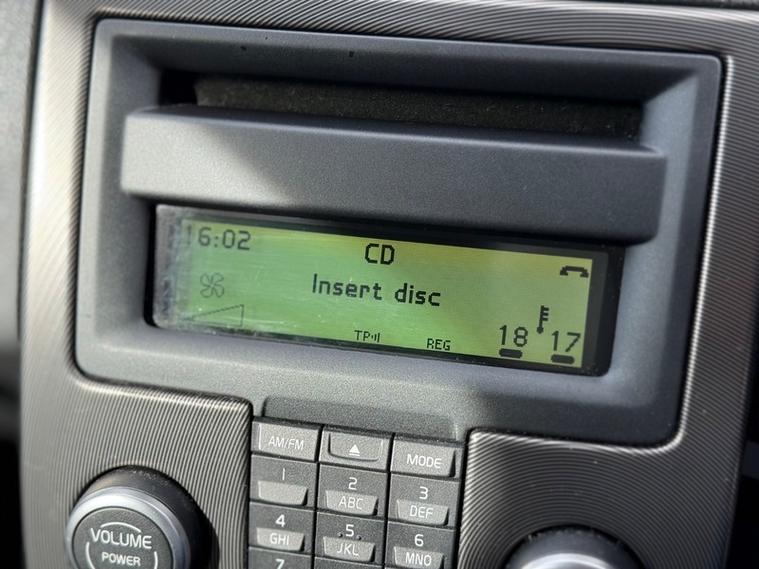 16:02
CD
Insert disc
TP
REG
18 17
AM/FM
MODE
1
2
ABC
3
DEF
4
GHI
5
JKL
6
MNO
7
VOLUME
POWER